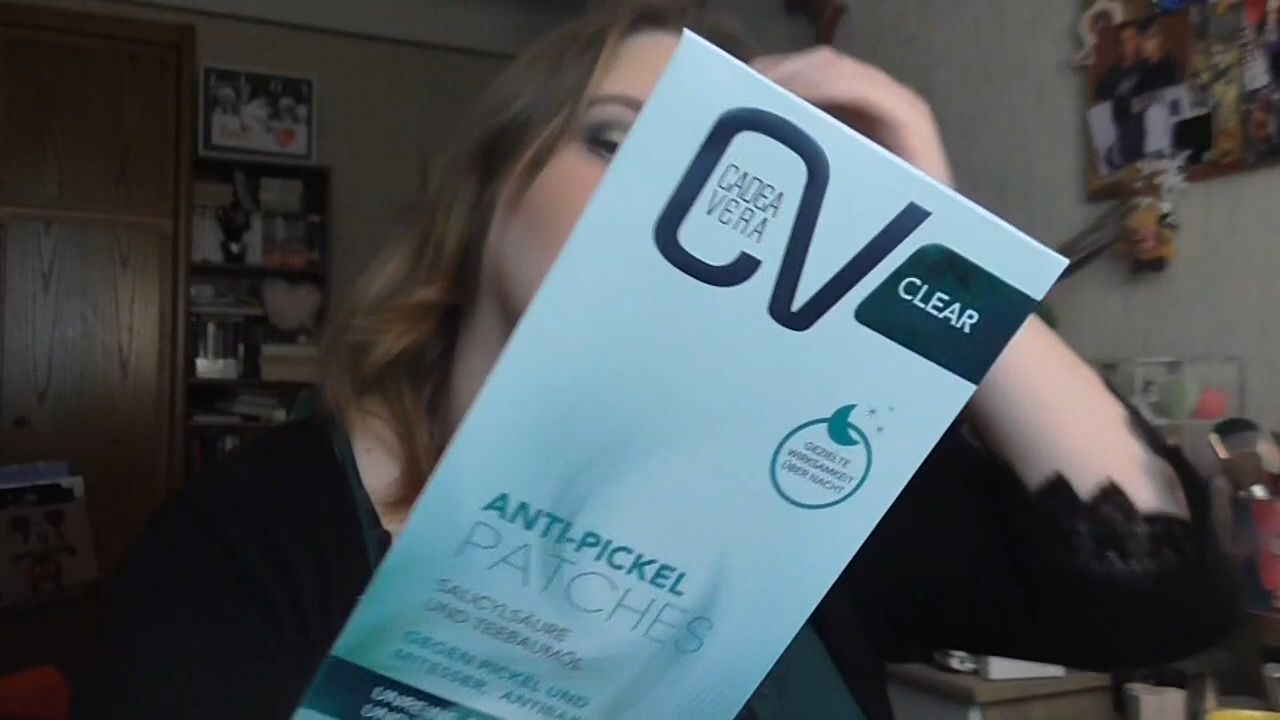 CV
CADEA
VERA
CLEAR
GEZIELTE
WIRKSAMKEIT
ÜBER NACHT
ANTI-PICKEL
PATCHES
SALICYLSÄURE
UND TEEBAUMÖL
GEGEN PICKEL UND
MITESSER,